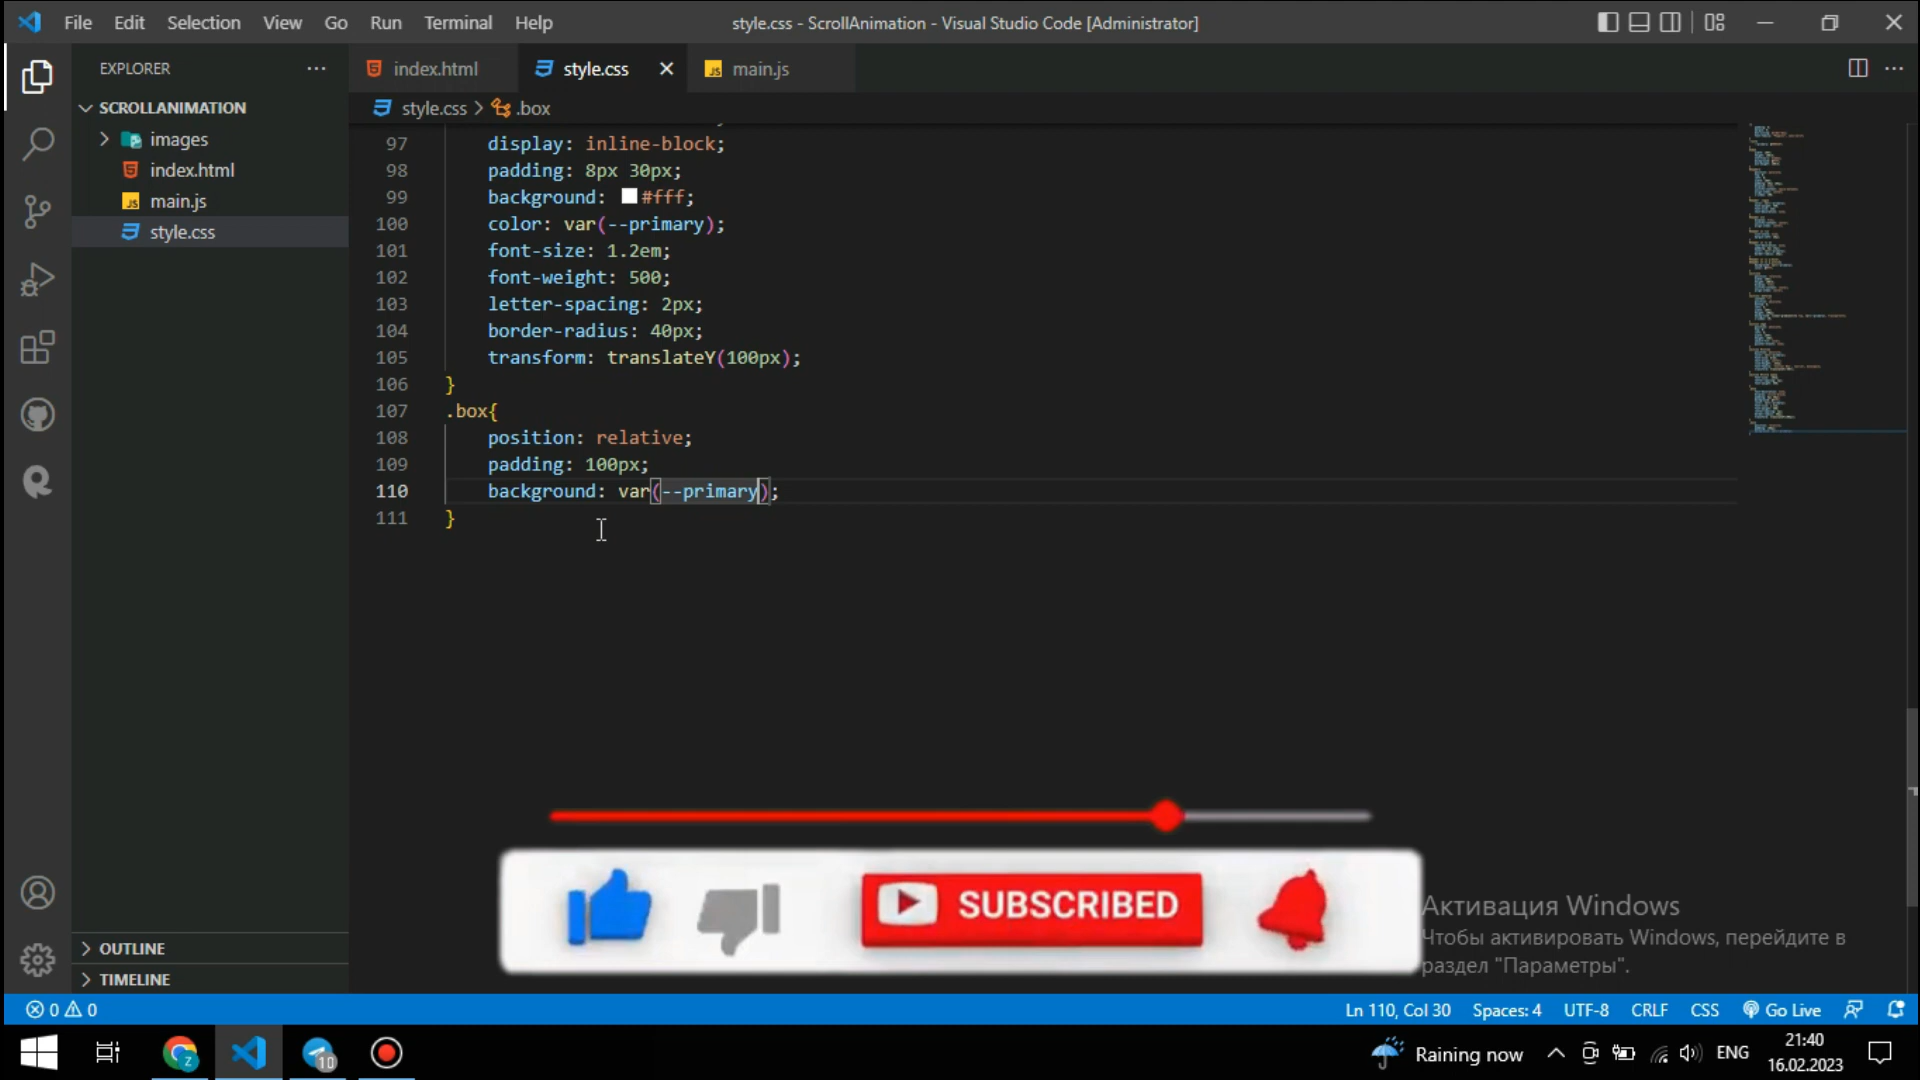 File Edit Selection View Go Run Terminal Help
style.css - ScrollAnimation - Visual Studio Code [Administrator]
EXPLORER
index.html
style.css
main.js
SCROLLANIMATION
images
index.html
main.js
style.css
style.css > .box
97 display: inline-block;
98 padding: 8px 30px;
99 background: #fff;
100 color: var(--primary);
101 font-size: 1.2em;
102 font-weight: 500;
103 letter-spacing: 2px;
104 border-radius: 40px;
105 transform: translateY(100px);
106 }
107 .box{
108 position: relative;
109 padding: 100px;
110 background: var(--primary);
111 }
SUBSCRIBED
Активация Windows
Чтобы активировать Windows, перейдите в
раздел "Параметры".
OUTLINE
TIMELINE
0 0
Ln 110, Col 30 Spaces: 4 UTF-8 CRLF CSS Go Live
10
Raining now
ENG
21:40
16.02.2023